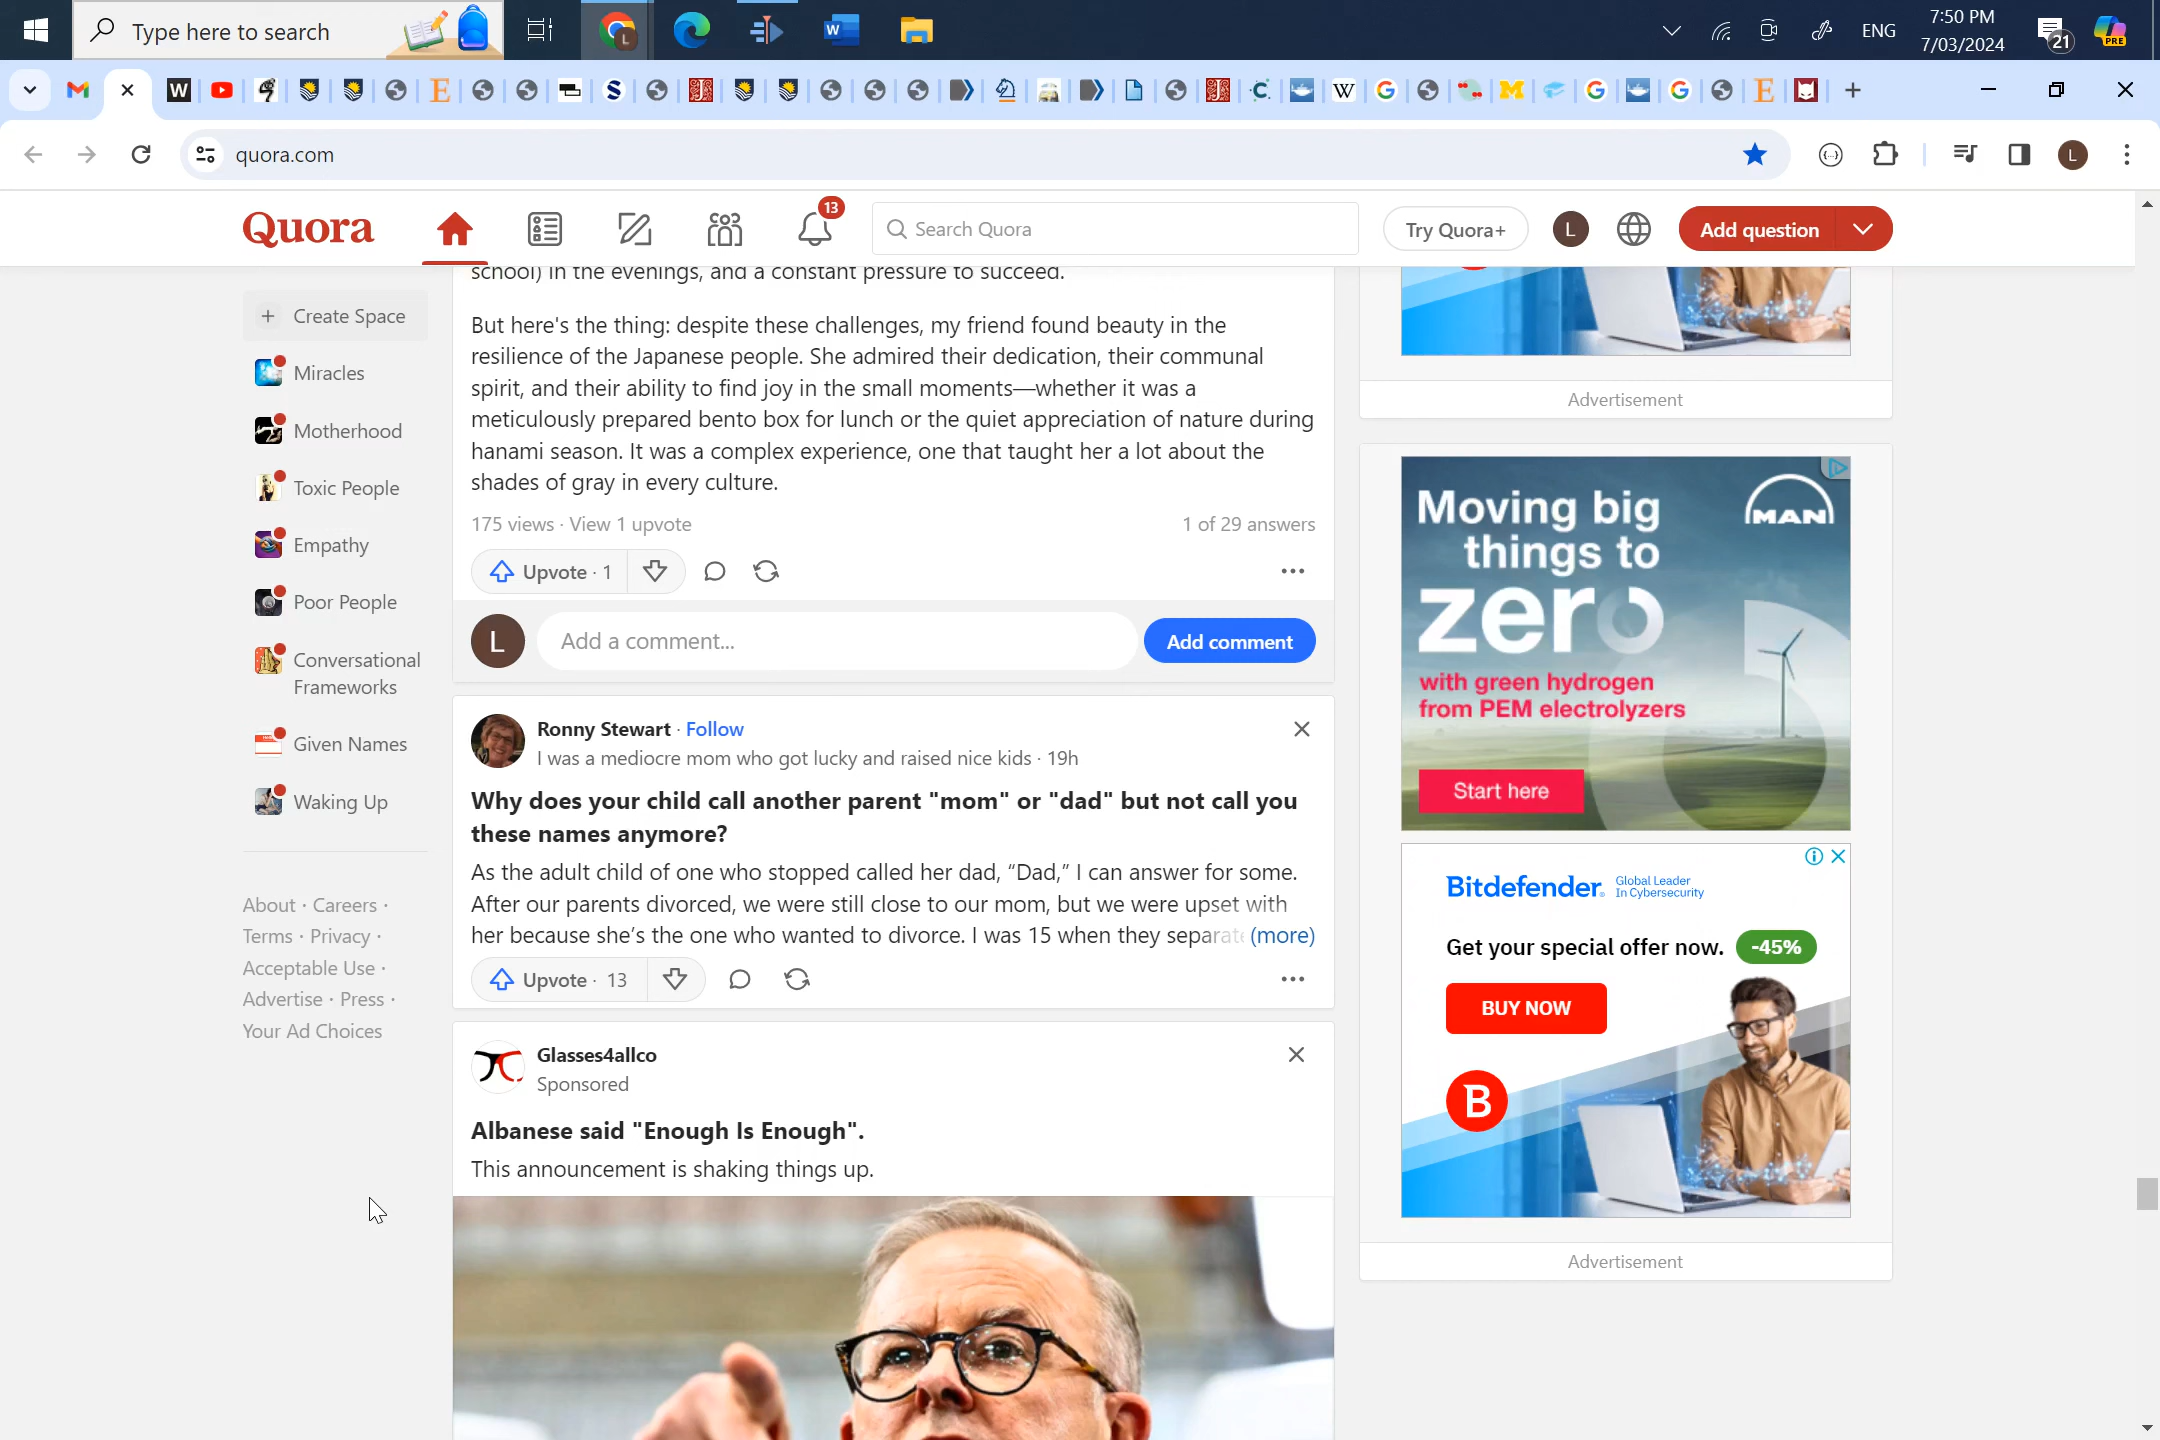 Type here to search
ENG
7:50 PM
7/03/2024
21
PRE
quora.com
L
Quora
13
Search Quora
Try Quora+
L
Add question
Create Space
Miracles
Motherhood
Toxic People
Empathy
Poor People
Conversational
Frameworks
Given Names
Waking Up
About · Careers ·
Terms · Privacy ·
Acceptable Use ·
Advertise · Press ·
Your Ad Choices
school) in the evenings, and a constant pressure to succeed.
But here's the thing: despite these challenges, my friend found beauty in the
resilience of the Japanese people. She admired their dedication, their communal
spirit, and their ability to find joy in the small moments—whether it was a
meticulously prepared bento box for lunch or the quiet appreciation of nature during
hanami season. It was a complex experience, one that taught her a lot about the
shades of gray in every culture.
175 views · View 1 upvote
1 of 29 answers
Upvote · 1
L
Add a comment...
Add comment
Ronny Stewart · Follow
I was a mediocre mom who got lucky and raised nice kids · 19h
Why does your child call another parent "mom" or "dad" but not call you
these names anymore?
As the adult child of one who stopped called her dad, “Dad,” I can answer for some.
After our parents divorced, we were still close to our mom, but we were upset with
her because she’s the one who wanted to divorce. I was 15 when they separate (more)
Upvote · 13
Glasses4allco
Sponsored
Albanese said "Enough Is Enough".
This announcement is shaking things up.
Advertisement
Moving big
things to
zero
with green hydrogen
from PEM electrolyzers
Start here
MAN
Bitdefender
Global Leader
In Cybersecurity
Get your special offer now. -45%
BUY NOW
B
Advertisement